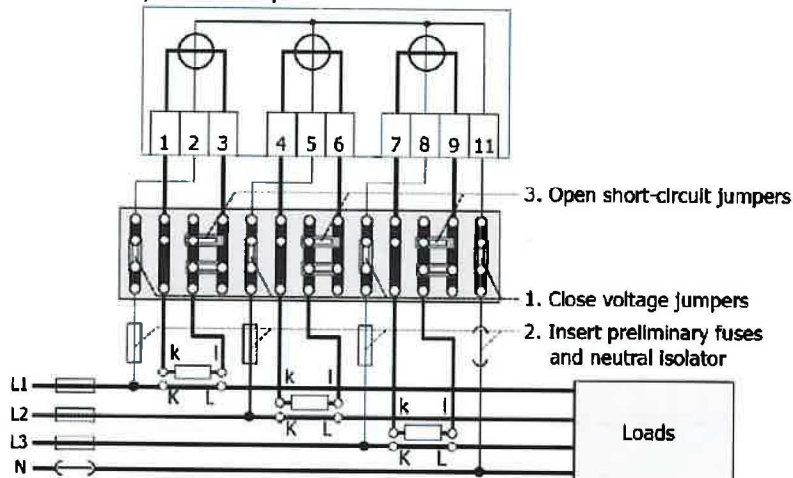 1 2 3 4 5 6 7 8 9 11
3. Open short-circuit jumpers
1. Close voltage jumpers
2. Insert preliminary fuses
and neutral isolator
k l
L1
K L
k l
L2
K L
k l
L3
K L
N
Loads